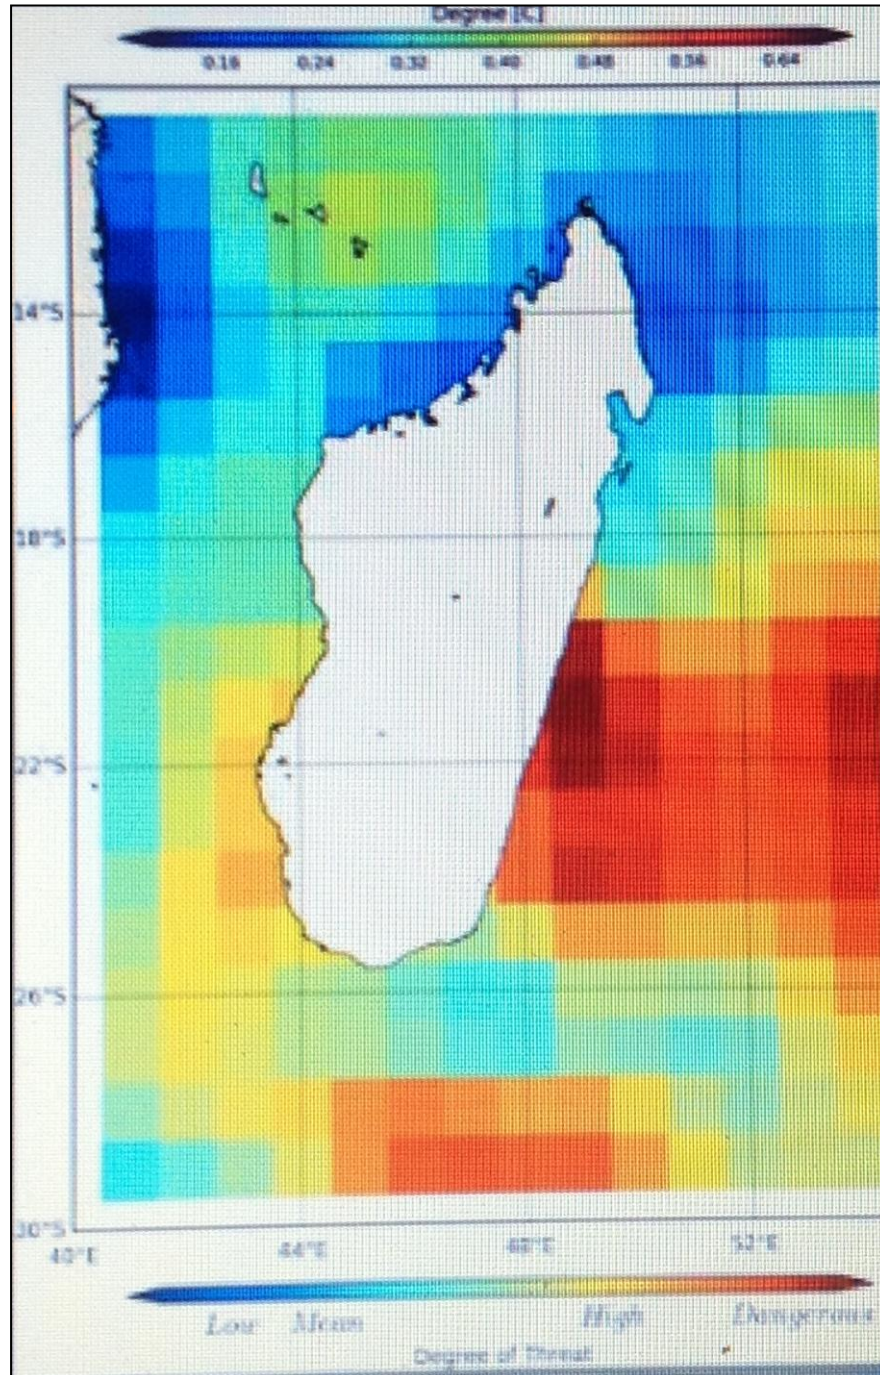 Degree [C]
0.16 0.24 0.32 0.40 0.48 0.56 0.64
14°S
18°S
22°S
26°S
30°S
40°E 44°E 48°E 52°E
Low Mean High Dangerous
Degree of Threat